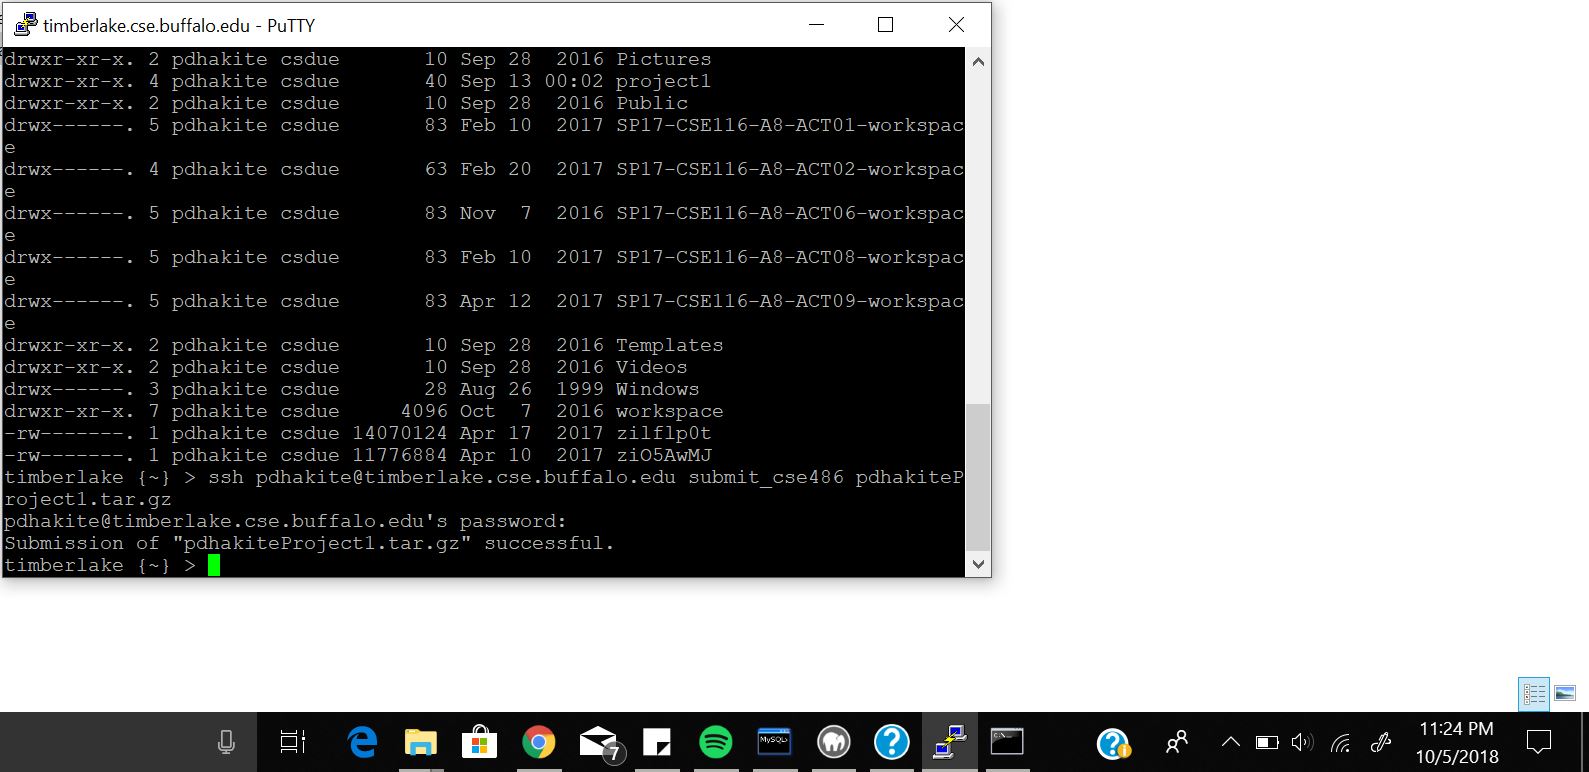 timberlake.cse.buffalo.edu - PuTTY
drwxr-xr-x. 2 pdhakite csdue       10 Sep 28  2016 Pictures
drwxr-xr-x. 4 pdhakite csdue       40 Sep 13 00:02 project1
drwxr-xr-x. 2 pdhakite csdue       10 Sep 28  2016 Public
drwx------. 5 pdhakite csdue       83 Feb 10  2017 SP17-CSE116-A8-ACT01-workspac
e
drwx------. 4 pdhakite csdue       63 Feb 20  2017 SP17-CSE116-A8-ACT02-workspac
e
drwx------. 5 pdhakite csdue       83 Nov  7  2016 SP17-CSE116-A8-ACT06-workspac
e
drwx------. 5 pdhakite csdue       83 Feb 10  2017 SP17-CSE116-A8-ACT08-workspac
e
drwx------. 5 pdhakite csdue       83 Apr 12  2017 SP17-CSE116-A8-ACT09-workspac
e
drwxr-xr-x. 2 pdhakite csdue       10 Sep 28  2016 Templates
drwxr-xr-x. 2 pdhakite csdue       10 Sep 28  2016 Videos
drwx------. 3 pdhakite csdue       28 Aug 26  1999 Windows
drwxr-xr-x. 7 pdhakite csdue     4096 Oct  7  2016 workspace
-rw-------. 1 pdhakite csdue 14070124 Apr 17  2017 zilflp0t
-rw-------. 1 pdhakite csdue 11776884 Apr 10  2017 ziO5AwMJ
timberlake {~} > ssh pdhakite@timberlake.cse.buffalo.edu submit_cse486 pdhakiteP
roject1.tar.gz
pdhakite@timberlake.cse.buffalo.edu's password:
Submission of "pdhakiteProject1.tar.gz" successful.
timberlake {~} >
7
MySQL>
C:\
11:24 PM
10/5/2018